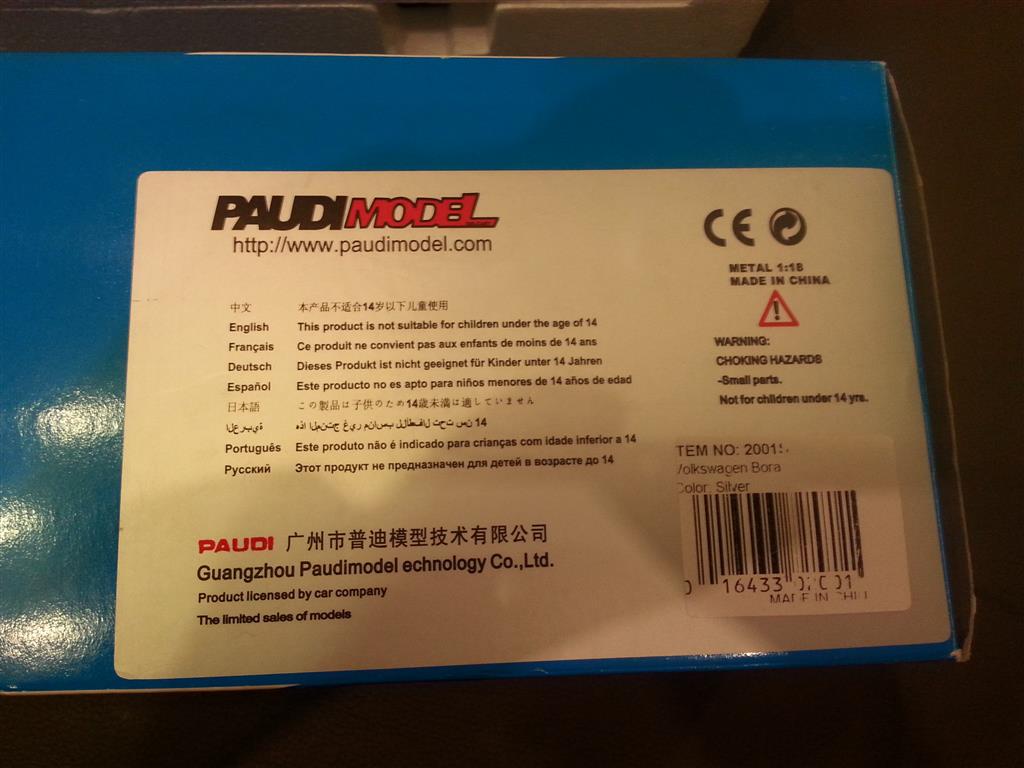 PAUDIMODEL
http://www.paudimodel.com
CE
METAL 1:18
MADE IN CHINA
中文 本产品不适合14岁以下儿童使用
English This product is not suitable for children under the age of 14
Français Ce produit ne convient pas aux enfants de moins de 14 ans
Deutsch Dieses Produkt ist nicht geeignet für Kinder unter 14 Jahren
Español Este producto no es apto para niños menores de 14 años de edad
日本語 この製品は子供のため14歳未満は適していません
Português Este produto não é indicado para crianças com idade inferior a 14
Русский Этот продукт не предназначен для детей в возрасте до 14
WARNING:
CHOKING HAZARDS
-Small parts.
Not for children under 14 yrs.
TEM NO:
Volkswagen Bora
Color: Silver
16433
PAUDI 广州市普迪模型技术有限公司
Guangzhou Paudimodel echnology Co.,Ltd.
Product licensed by car company
The limited sales of models